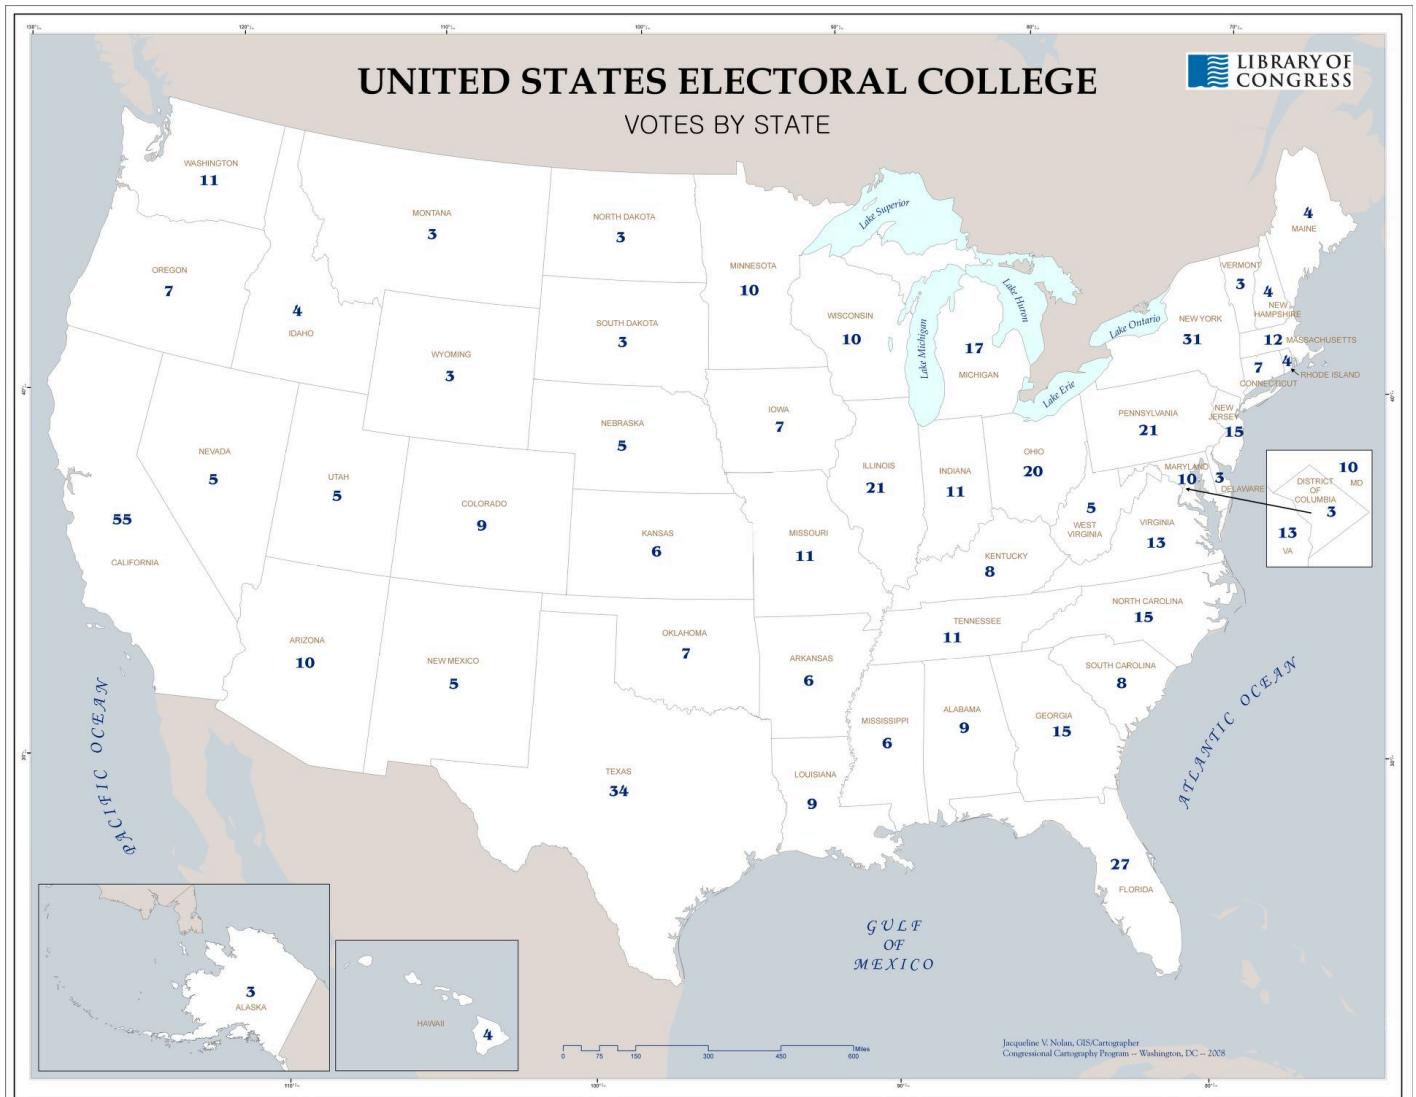 UNITED STATES ELECTORAL COLLEGE
VOTES BY STATE
LIBRARY OF
CONGRESS
WASHINGTON
11
OREGON
7
IDAHO
4
MONTANA
3
NORTH DAKOTA
3
MINNESOTA
10
SOUTH DAKOTA
3
WYOMING
3
WISCONSIN
10
Lake Superior
Lake Michigan
Lake Huron
Lake Ontario
Lake Erie
17
MICHIGAN
4
MAINE
VERMONT
3
4
NEW
HAMPSHIRE
NEW YORK
31
12
MASSACHUSETTS
7
CONNECTICUT
4
RHODE ISLAND
PENNSYLVANIA
21
NEW
JERSEY
15
NEBRASKA
5
IOWA
7
ILLINOIS
21
INDIANA
11
OHIO
20
MARYLAND
10
3
DELAWARE
10
MD
DISTRICT
OF
COLUMBIA
3
13
VA
NEVADA
5
UTAH
5
COLORADO
9
55
CALIFORNIA
KANSAS
6
MISSOURI
11
5
WEST
VIRGINIA
VIRGINIA
13
KENTUCKY
8
NORTH CAROLINA
15
TENNESSEE
11
ARIZONA
10
NEW MEXICO
5
OKLAHOMA
7
ARKANSAS
6
SOUTH CAROLINA
8
MISSISSIPPI
6
ALABAMA
9
GEORGIA
15
TEXAS
34
LOUISIANA
9
27
FLORIDA
PACIFIC OCEAN
ATLANTIC OCEAN
GULF
OF
MEXICO
3
ALASKA
HAWAII
4
0 75 150 300 450 600 Miles
Jacqueline V. Nolan, GIS/Cartographer
Congressional Cartography Program -- Washington, DC -- 2008